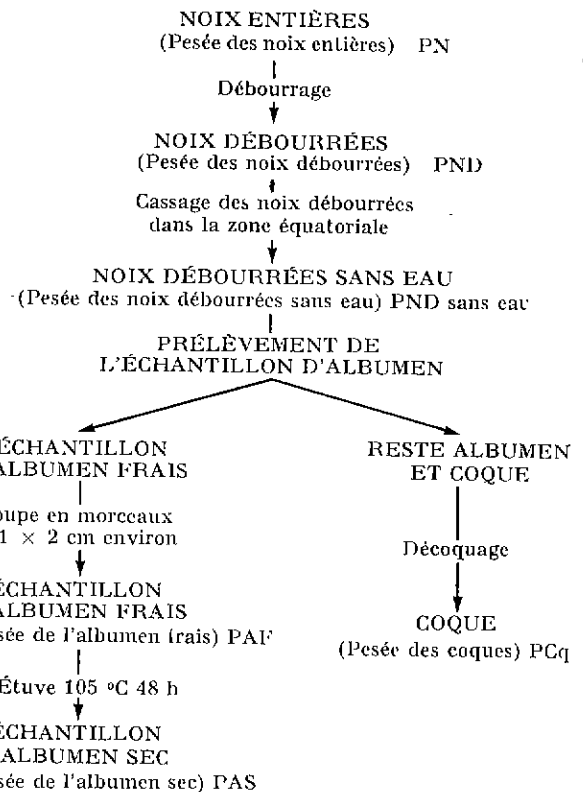 NOIX ENTIÈRES
(Pesée des noix entières) PN
Débourrage
NOIX DÉBOURRÉES
(Pesée des noix débourrées) PND
Cassage des noix débourrées
dans la zone équatoriale
NOIX DÉBOURRÉES SANS EAU
(Pesée des noix débourrées sans eau) PND sans eau
PRÉLÈVEMENT DE
L'ÉCHANTILLON D'ALBUMEN
ÉCHANTILLON
ALBUMEN FRAIS
oupe en morceaux
1 × 2 cm environ
ÉCHANTILLON
ALBUMEN FRAIS
sée de l'albumen frais) PAF
Étuve 105 °C 48 h
ÉCHANTILLON
ALBUMEN SEC
sée de l'albumen sec) PAS
RESTE ALBUMEN
ET COQUE
Décoquage
COQUE
(Pesée des coques) PCq